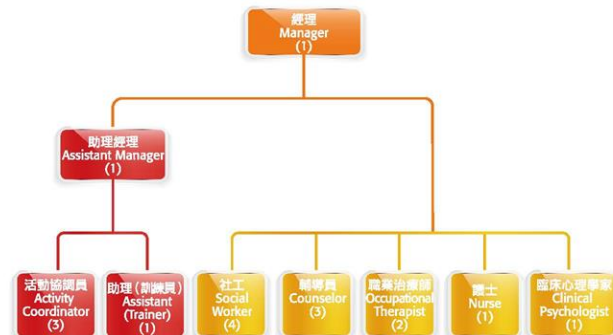 經理
Manager
(1)
助理經理
Assistant Manager
(1)
活動協調員
Activity
Coordinator
(3)
助理(訓練員)
Assistant
(Trainer)
(1)
社工
Social
Worker
(4)
輔導員
Counselor
(3)
職業治療師
Occupational
Therapist
(2)
護士
Nurse
(1)
臨床心理學家
Clinical
Psychologist
(1)